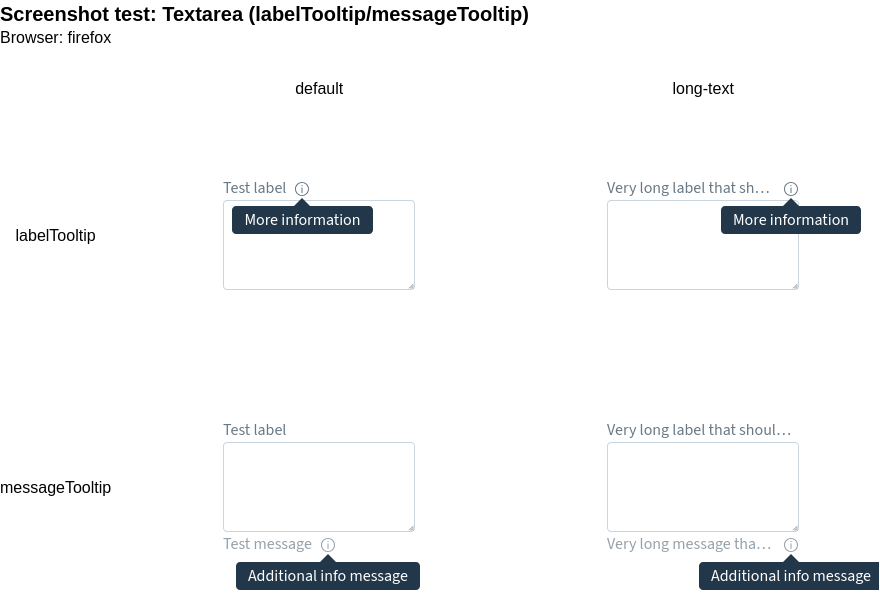 Screenshot test: Textarea (labelTooltip/messageTooltip)
Browser: firefox
default
long-text
labelTooltip
Test label
More information
Very long label that sh…
More information
messageTooltip
Test label
Test message
Additional info message
Very long label that shoul…
Very long message tha…
Additional info message